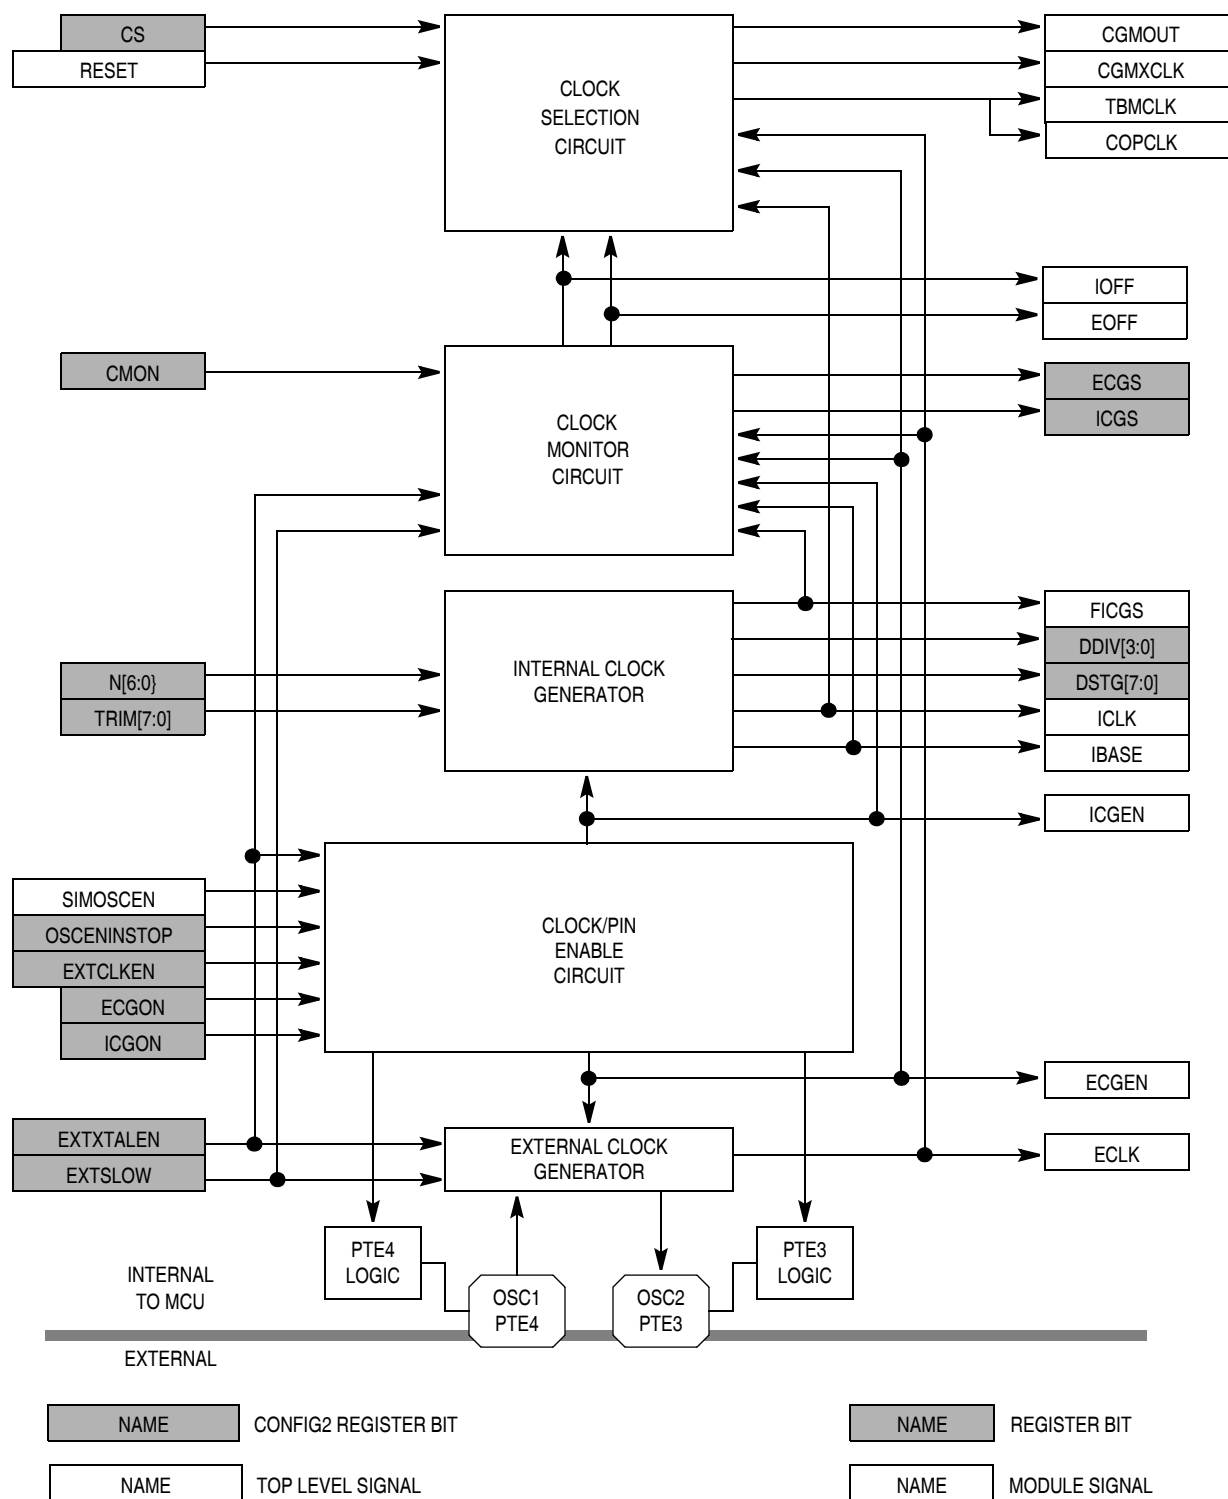 CS
RESET
CLOCK
SELECTION
CIRCUIT
CGMOUT
CGMXCLK
TBMCLK
COPCLK
IOFF
EOFF
CMON
CLOCK
MONITOR
CIRCUIT
ECGS
ICGS
N[6:0}
TRIM[7:0]
INTERNAL CLOCK
GENERATOR
FICGS
DDIV[3:0]
DSTG[7:0]
ICLK
IBASE
ICGEN
SIMOSCEN
OSCENINSTOP
EXTCLKEN
ECGON
ICGON
CLOCK/PIN
ENABLE
CIRCUIT
ECGEN
EXTXTALEN
EXTSLOW
EXTERNAL CLOCK
GENERATOR
ECLK
PTE4
LOGIC
PTE3
LOGIC
INTERNAL
TO MCU
OSC1
PTE4
OSC2
PTE3
EXTERNAL
NAME
CONFIG2 REGISTER BIT
NAME
REGISTER BIT
NAME
TOP LEVEL SIGNAL
NAME
MODULE SIGNAL